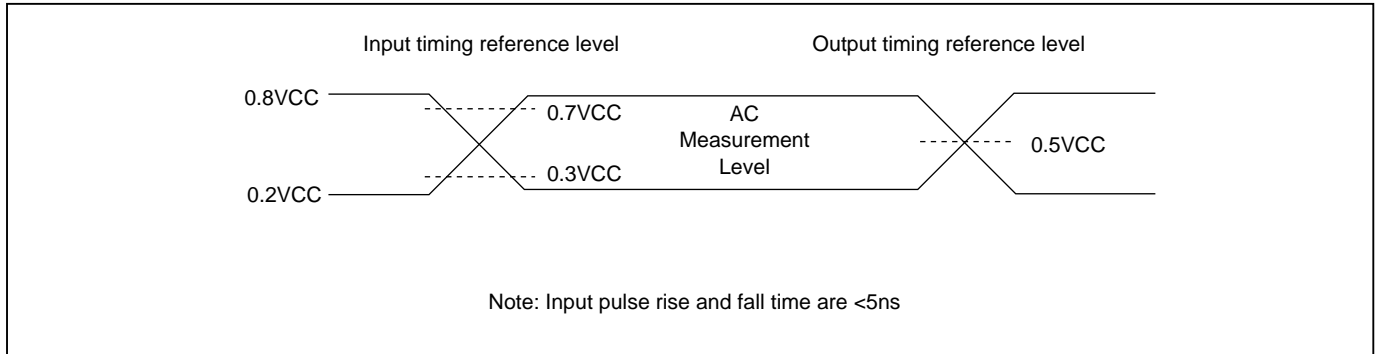 Input timing reference level
Output timing reference level
0.8VCC
0.7VCC
AC
Measurement
Level
0.5VCC
0.3VCC
0.2VCC
Note: Input pulse rise and fall time are <5ns